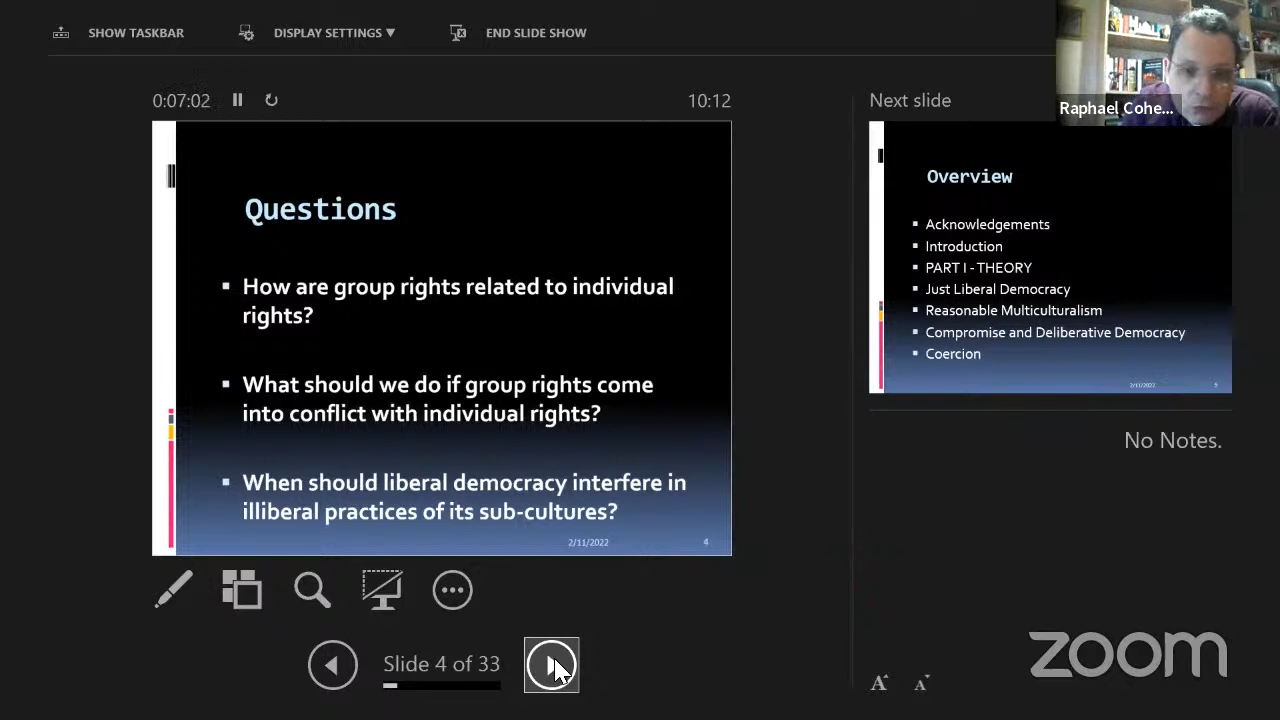 SHOW TASKBAR
DISPLAY SETTINGS ▼
END SLIDE SHOW
0:07:02
10:12
Next slide
Raphael Cohe...
Questions
▪ How are group rights related to individual
rights?
▪ What should we do if group rights come
into conflict with individual rights?
▪ When should liberal democracy interfere in
illiberal practices of its sub-cultures?
2/11/2022
4
Overview
▪ Acknowledgements
▪ Introduction
▪ PART I - THEORY
▪ Just Liberal Democracy
▪ Reasonable Multiculturalism
▪ Compromise and Deliberative Democracy
▪ Coercion
2/11/2022
5
No Notes.
Slide 4 of 33
A A
zoom